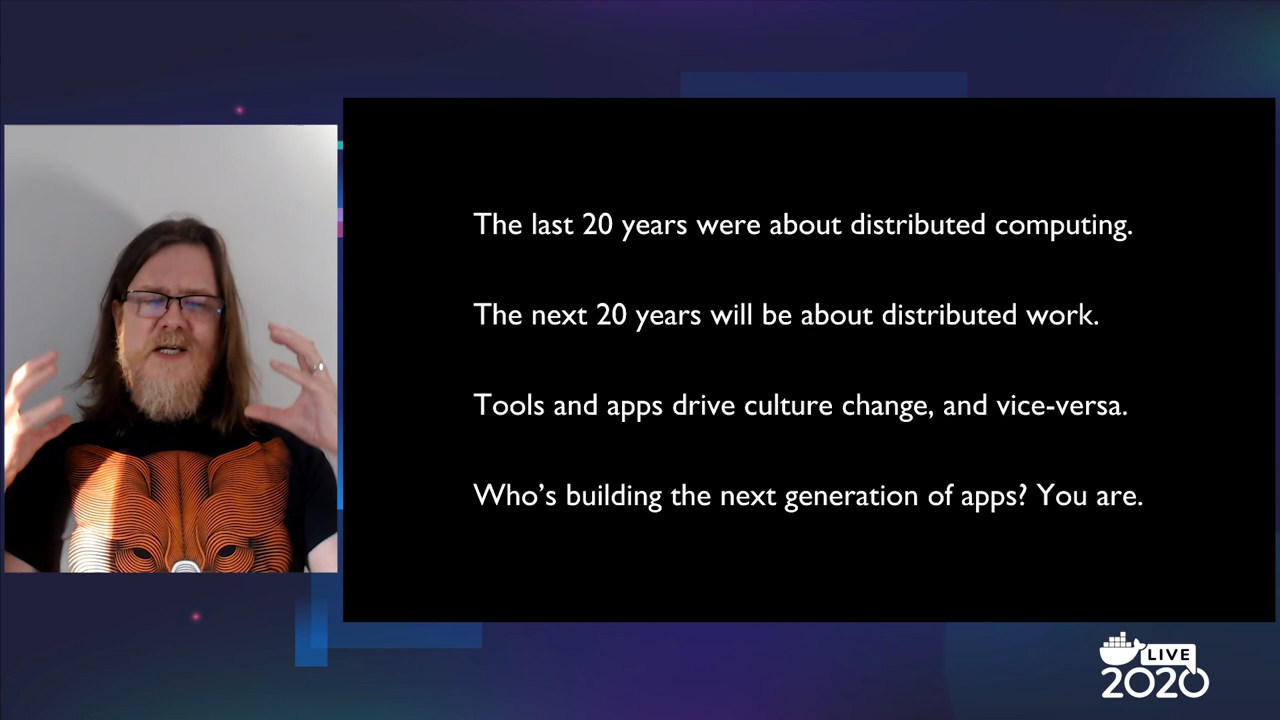 The last 20 years were about distributed computing.
The next 20 years will be about distributed work.
Tools and apps drive culture change, and vice-versa.
Who’s building the next generation of apps? You are.
LIVE
2020